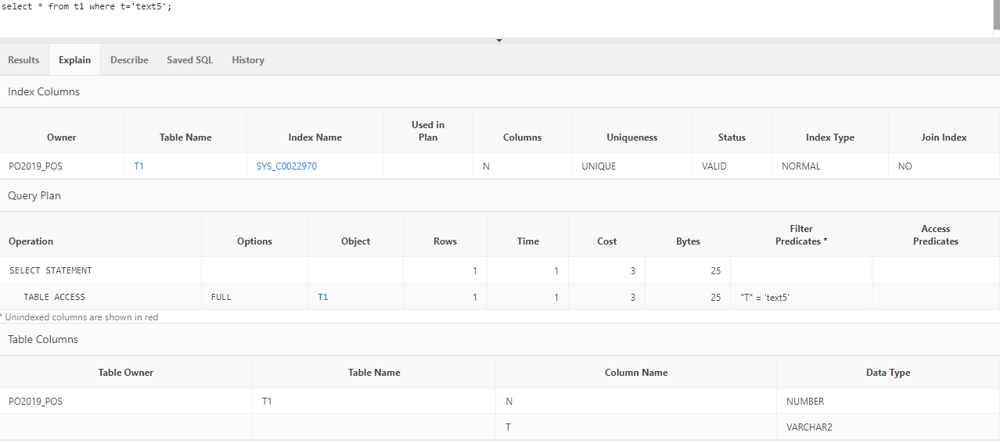 select * from t1 where t='text5';
Results Explain Describe Saved SQL History
Index Columns
Owner Table Name Index Name Used in Plan Columns Uniqueness Status Index Type Join Index
PO2019_POS T1 SYS_C0022970 N UNIQUE VALID NORMAL NO
Query Plan
Operation Options Object Rows Time Cost Bytes Filter Predicates * Access Predicates
SELECT STATEMENT 1 1 3 25
TABLE ACCESS FULL T1 1 1 3 25 "T" = 'text5'
* Unindexed columns are shown in red
Table Columns
Table Owner Table Name Column Name Data Type
PO2019_POS T1 N NUMBER
T VARCHAR2